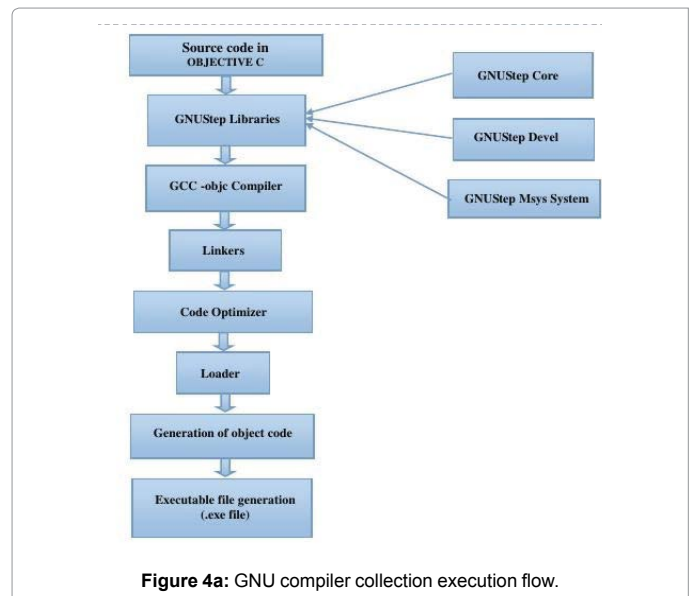 Source code in
OBJECTIVE C
GNUStep Core
GNUStep Libraries
GNUStep Devel
GCC -objc Compiler
GNUStep Msys System
Linkers
Code Optimizer
Loader
Generation of object code
Executable file generation
(.exe file)
Figure 4a: GNU compiler collection execution flow.